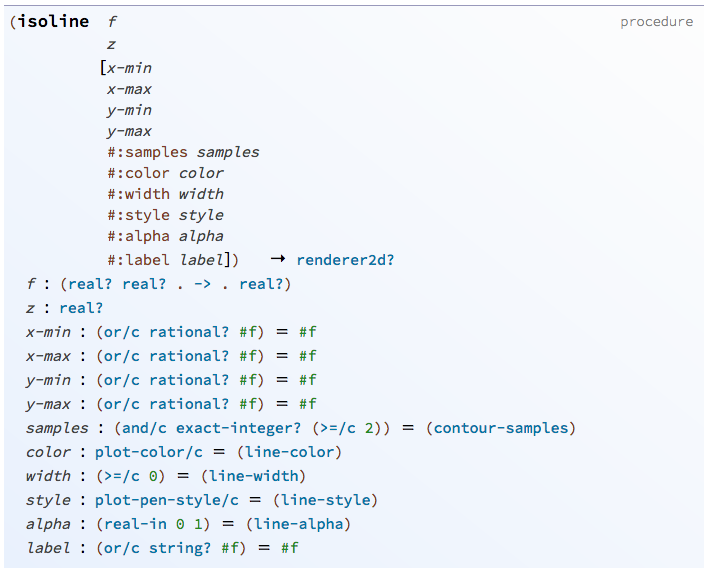 (isoline f procedure
z
[x-min
x-max
y-min
y-max
#:samples samples
#:color color
#:width width
#:style style
#:alpha alpha
#:label label]) → renderer2d?
f : (real? real? . -> . real?)
z : real?
x-min : (or/c rational? #f) = #f
x-max : (or/c rational? #f) = #f
y-min : (or/c rational? #f) = #f
y-max : (or/c rational? #f) = #f
samples : (and/c exact-integer? (>=/c 2)) = (contour-samples)
color : plot-color/c = (line-color)
width : (>=/c 0) = (line-width)
style : plot-pen-style/c = (line-style)
alpha : (real-in 0 1) = (line-alpha)
label : (or/c string? #f) = #f